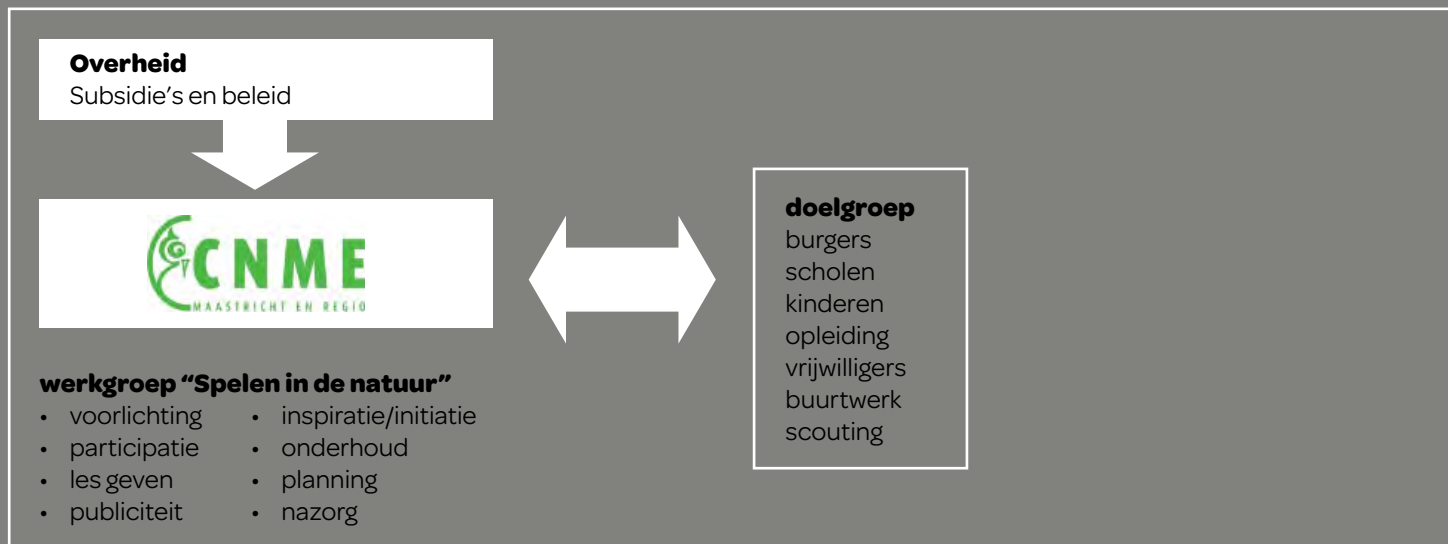 Overheid
Subsidie's en beleid
CNME
MAASTRICHT EN REGIO
werkgroep “Spelen in de natuur”
• voorlichting
• participatie
• les geven
• publiciteit
• inspiratie/initiatie
• onderhoud
• planning
• nazorg
doelgroep
burgers
scholen
kinderen
opleiding
vrijwilligers
buurtwerk
scouting